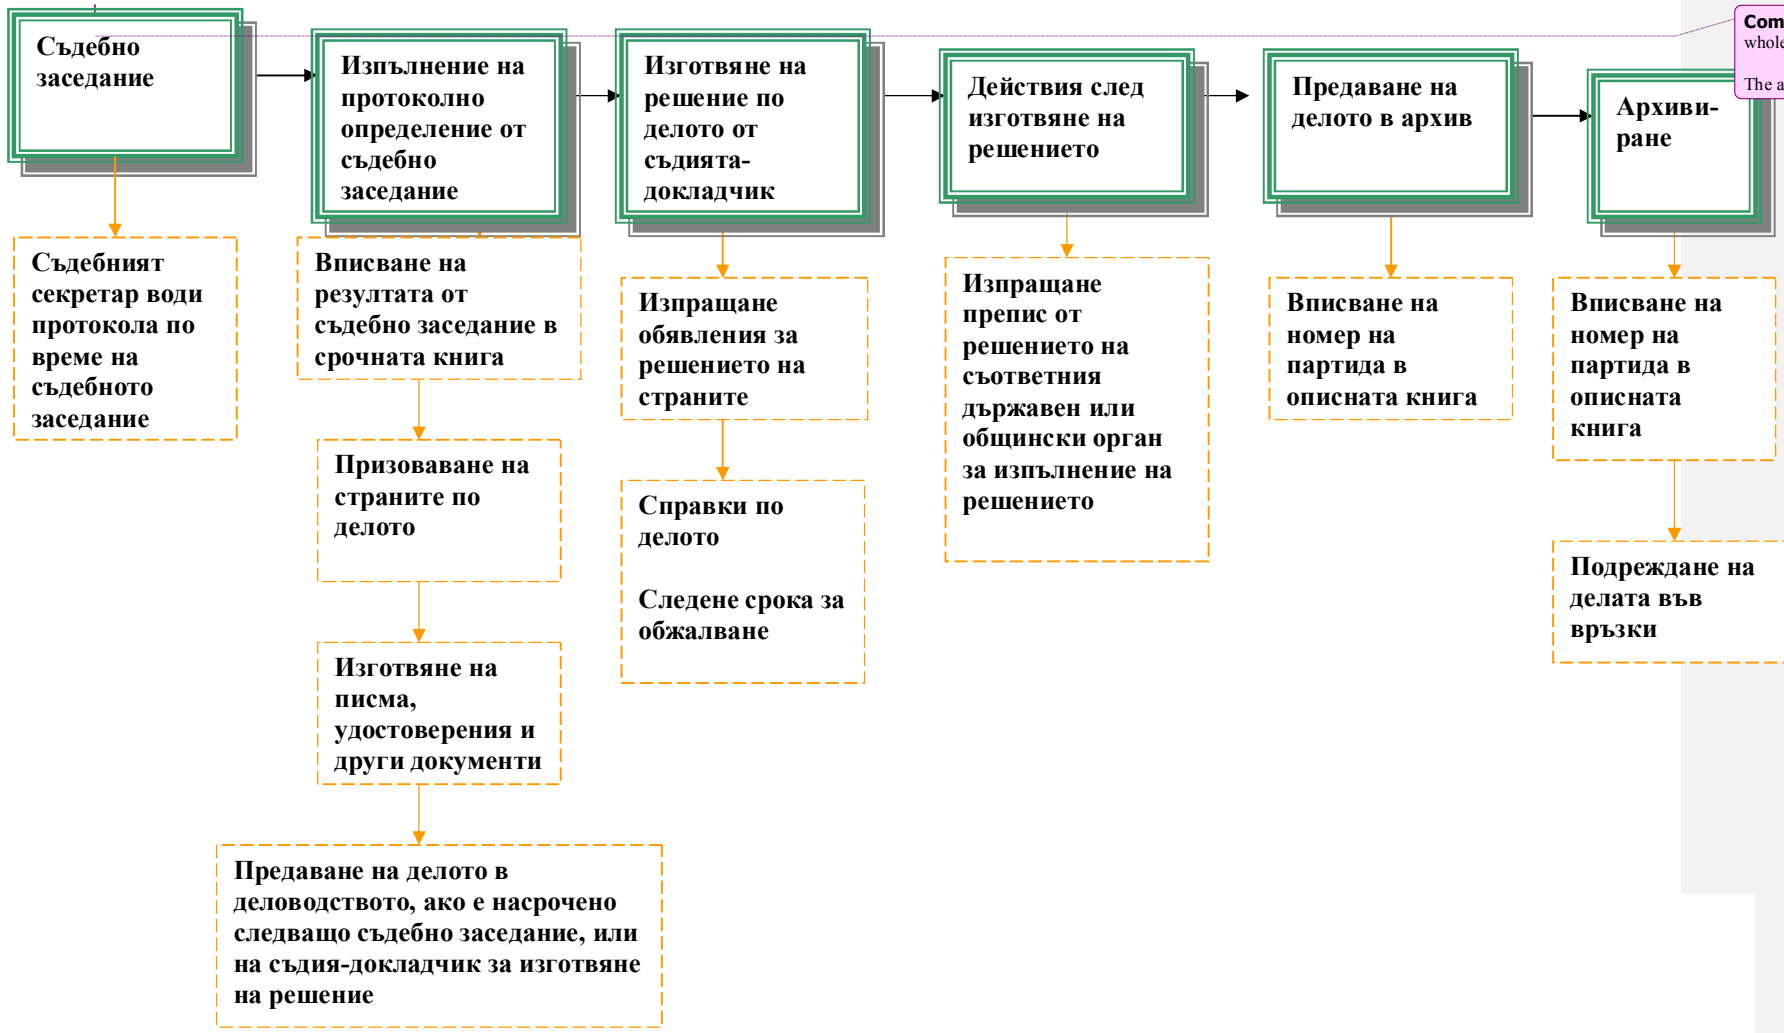 Съдебно
заседание
Изпълнение на
протоколно
определение от
съдебно
заседание
Изготвяне на
решение по
делото от
съдията-
докладчик
Действия след
изготвяне на
решението
Предаване на
делото в архив
Архиви-
ране
Com
whole
The a
Съдебният
секретар води
протокола по
време на
съдебното
заседание
Вписване на
резултата от
съдебно заседание в
срочната книга
Призоваване на
страните по
делото
Изготвяне на
писма,
удостоверения и
други документи
Предаване на делото в
деловодството, ако е насрочено
следващо съдебно заседание, или
на съдия-докладчик за изготвяне
на решение
Изпращане
обявления за
решението на
страните
Справки по
делото
Следене срока за
обжалване
Изпращане
препис от
решението на
съответния
държавен или
общински орган
за изпълнение на
решението
Вписване на
номер на
партида в
описната книга
Вписване на
номер на
партида в
описната
книга
Подреждане на
делата във
връзки